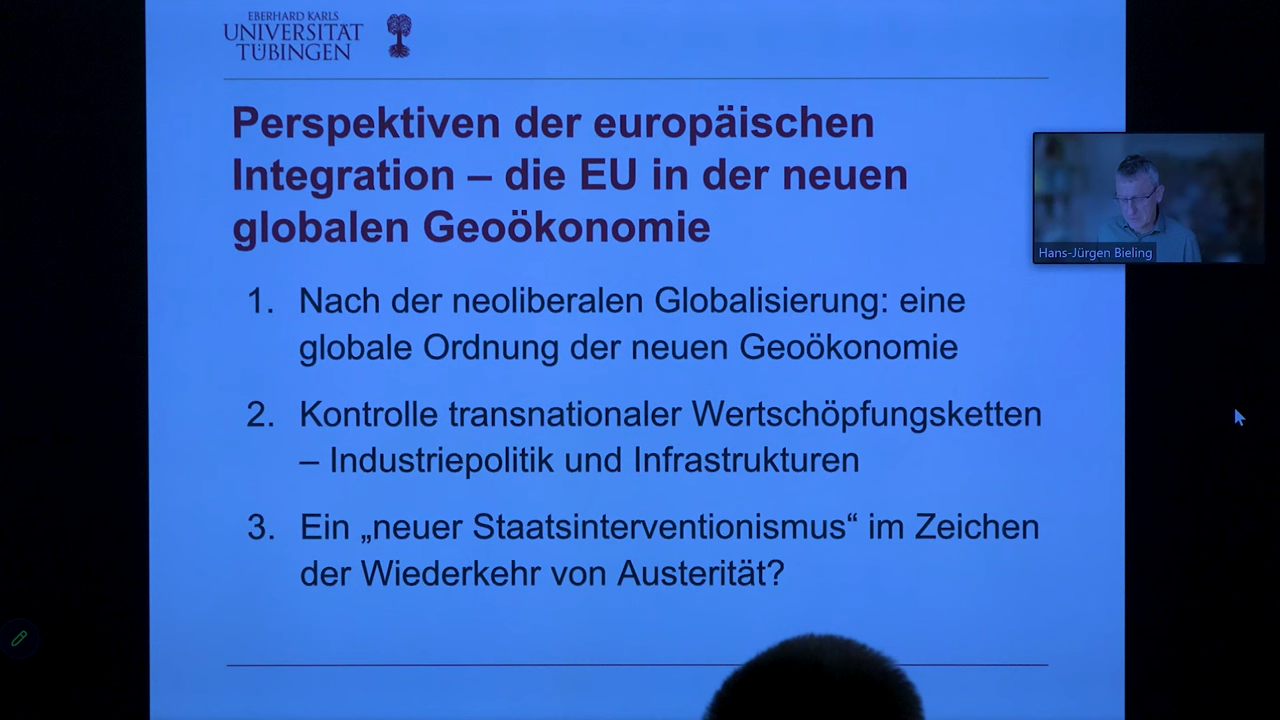 EBERHARD KARLS
UNIVERSITÄT
TÜBINGEN
Perspektiven der europäischen
Integration – die EU in der neuen
globalen Geoökonomie
1. Nach der neoliberalen Globalisierung: eine
globale Ordnung der neuen Geoökonomie
2. Kontrolle transnationaler Wertschöpfungsketten
– Industriepolitik und Infrastrukturen
3. Ein „neuer Staatsinterventionismus“ im Zeichen
der Wiederkehr von Austerität?
Hans-Jürgen Bieling